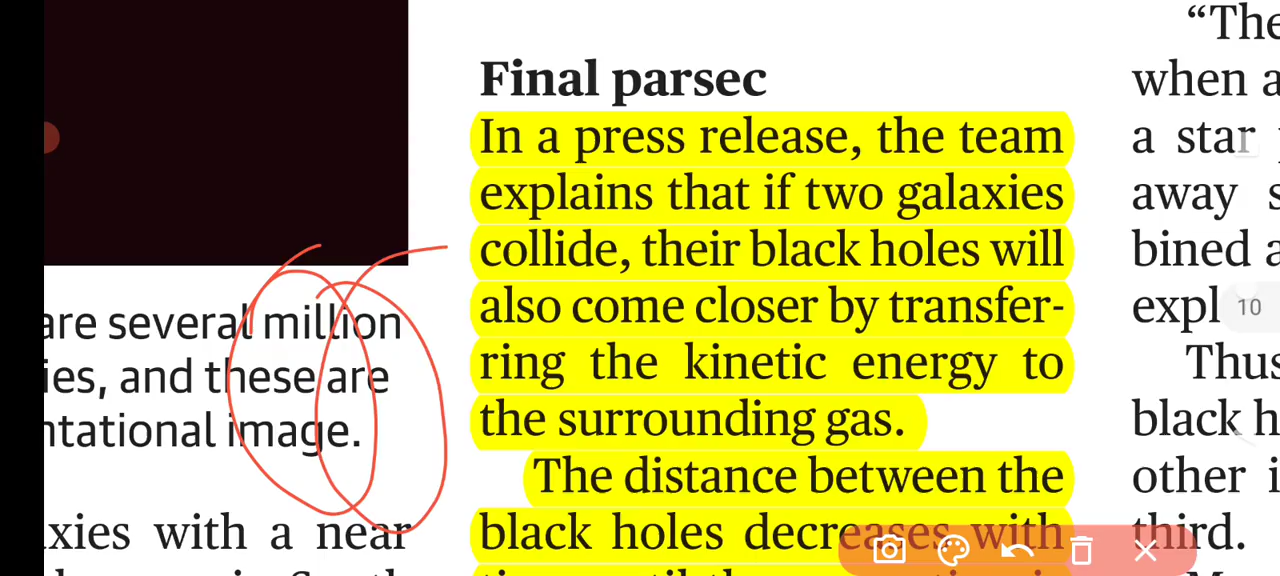 are several million
ies, and these are
ntational image.
xies with a near
Final parsec
In a press release, the team
explains that if two galaxies
collide, their black holes will
also come closer by transfer-
ring the kinetic energy to
the surrounding gas.
The distance between the
black holes decreases with
“The
when a
a star
away s
bined a
expl
Thus
black h
other i
third.
10